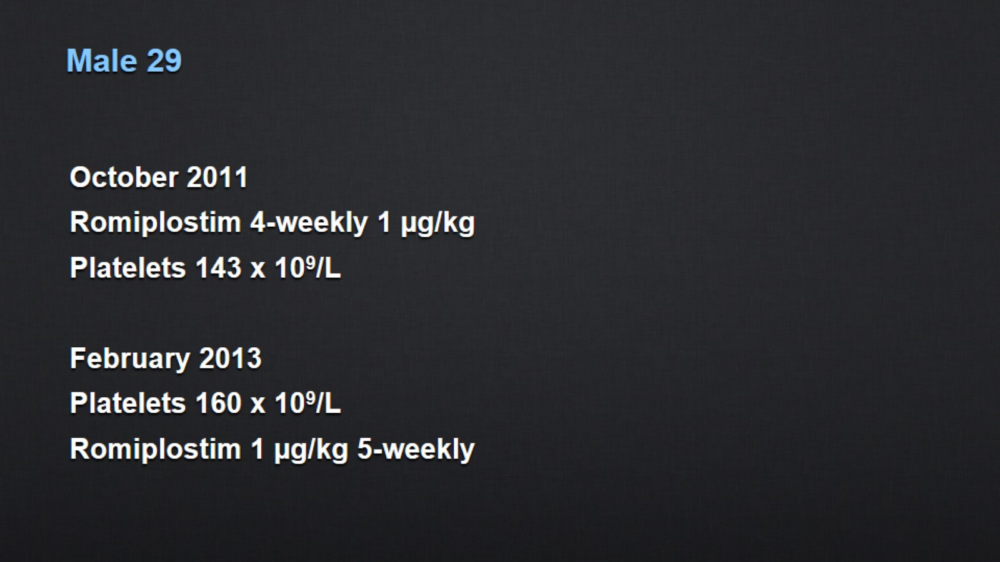 Male 29
October 2011
Romiplostim 4-weekly 1 µg/kg
Platelets 143 x 10⁹/L
February 2013
Platelets 160 x 10⁹/L
Romiplostim 1 µg/kg 5-weekly